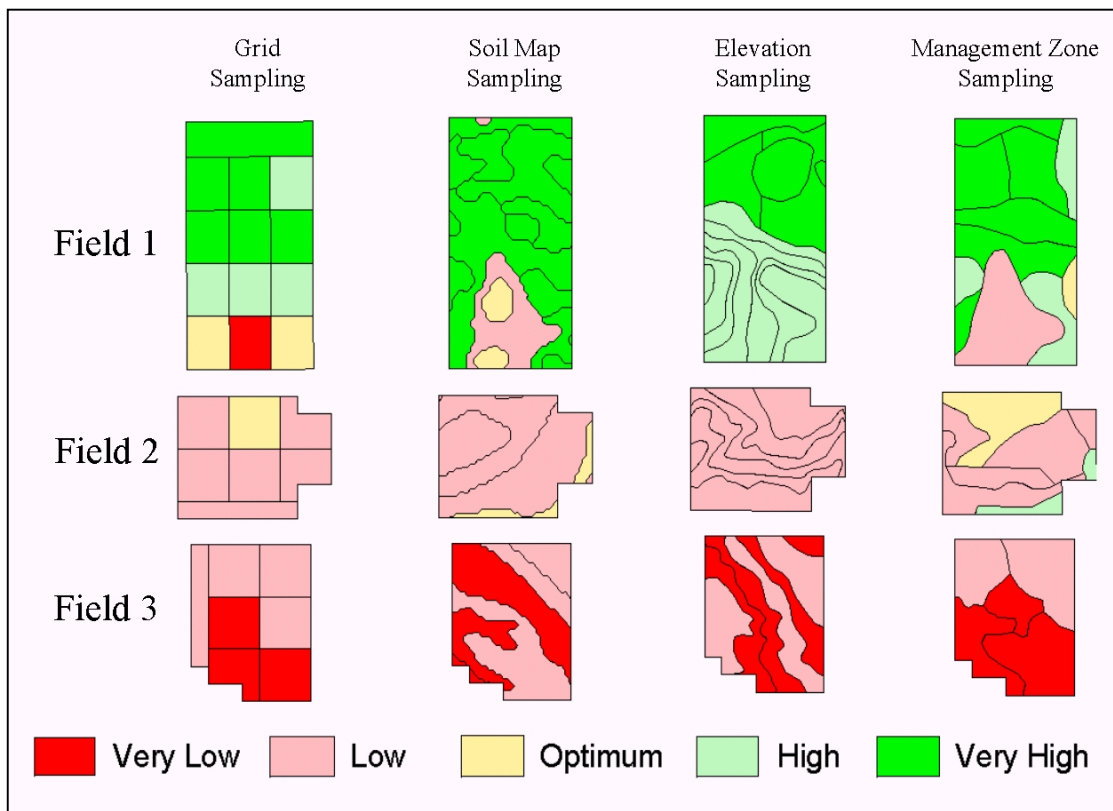 Grid
Sampling
Soil Map
Sampling
Elevation
Sampling
Management Zone
Sampling
Field 1
Field 2
Field 3
Very Low
Low
Optimum
High
Very High